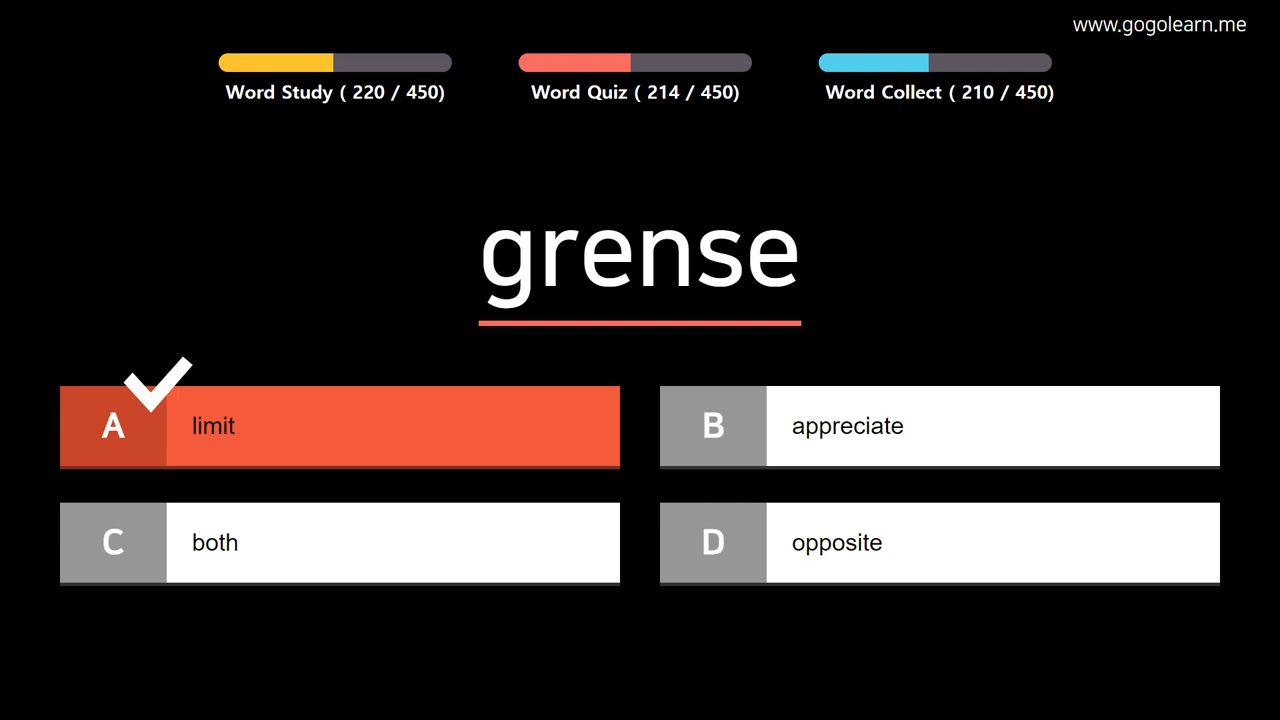 www.gogolearn.me
Word Study ( 220 / 450)
Word Quiz ( 214 / 450)
Word Collect ( 210 / 450)
grense
A limit
B appreciate
C both
D opposite